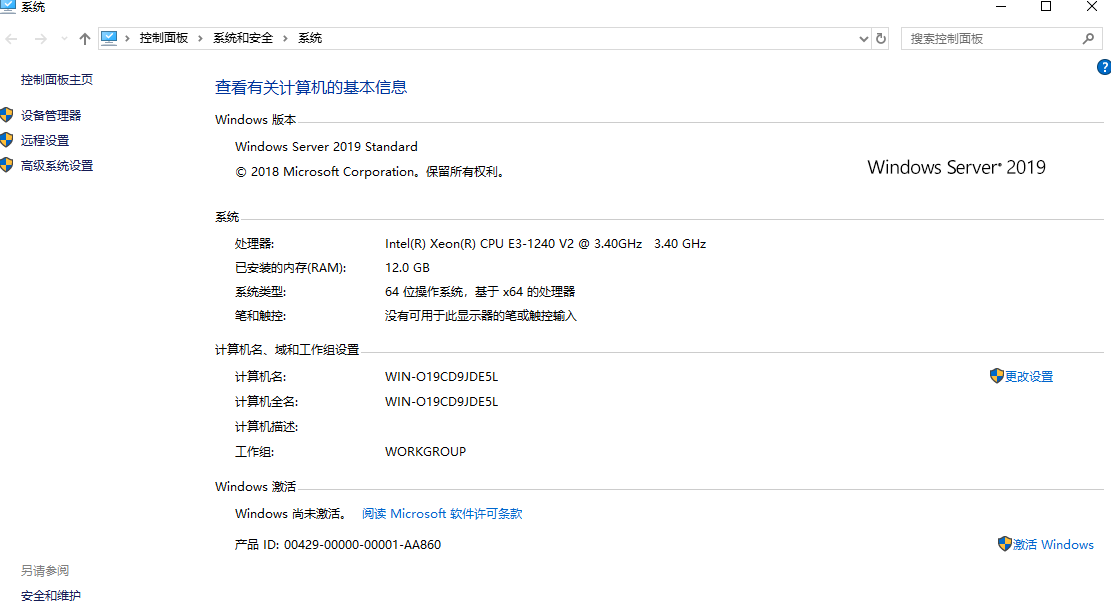 系统
控制面板 > 系统和安全 > 系统
搜索控制面板
控制面板主页
设备管理器
远程设置
高级系统设置
查看有关计算机的基本信息
Windows 版本
Windows Server 2019 Standard
© 2018 Microsoft Corporation。保留所有权利。
Windows Server® 2019
系统
处理器: Intel(R) Xeon(R) CPU E3-1240 V2 @ 3.40GHz 3.40 GHz
已安装的内存(RAM): 12.0 GB
系统类型: 64 位操作系统，基于 x64 的处理器
笔和触控: 没有可用于此显示器的笔或触控输入
计算机名、域和工作组设置
计算机名: WIN-O19CD9JDE5L
更改设置
计算机全名: WIN-O19CD9JDE5L
计算机描述:
工作组: WORKGROUP
Windows 激活
Windows 尚未激活。 阅读 Microsoft 软件许可条款
产品 ID: 00429-00000-00001-AA860
激活 Windows
另请参阅
安全和维护